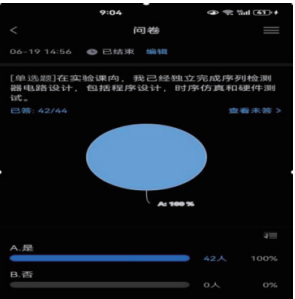 9:04
问卷
06-19 14:56 已结束 编辑
[单选题]在实验课向，我已经独立完成序列检测
器电路设计，包括程序设计，时序仿真和硬件测
试。
已答: 42/44 查看未答 >
A: 100 %
A.是
42人 100%
B.否
0人 0%